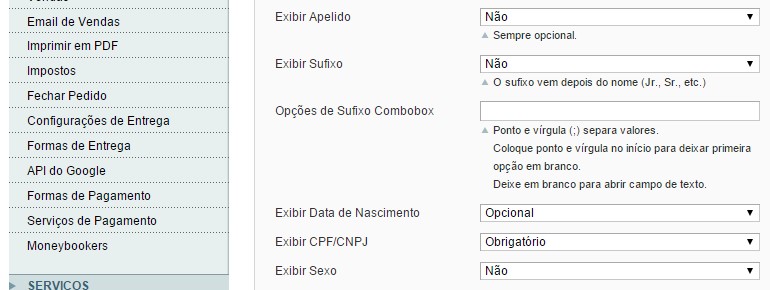 Vendas
Email de Vendas
Imprimir em PDF
Impostos
Fechar Pedido
Configurações de Entrega
Formas de Entrega
API do Google
Formas de Pagamento
Serviços de Pagamento
Moneybookers
SERVIÇOS
Exibir Apelido
Não
Sempre opcional.
Exibir Sufixo
Não
O sufixo vem depois do nome (Jr., Sr., etc.)
Opções de Sufixo Combobox
Ponto e vírgula (;) separa valores.
Coloque ponto e vírgula no início para deixar primeira
opção em branco.
Deixe em branco para abrir campo de texto.
Exibir Data de Nascimento
Opcional
Exibir CPF/CNPJ
Obrigatório
Exibir Sexo
Não